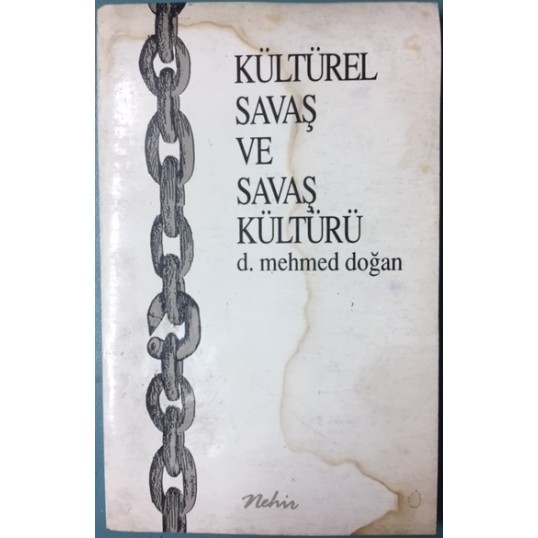 KÜLTÜREL
SAVAŞ
VE
SAVAŞ
KÜLTÜRÜ
d. mehmed doğan
Nehir